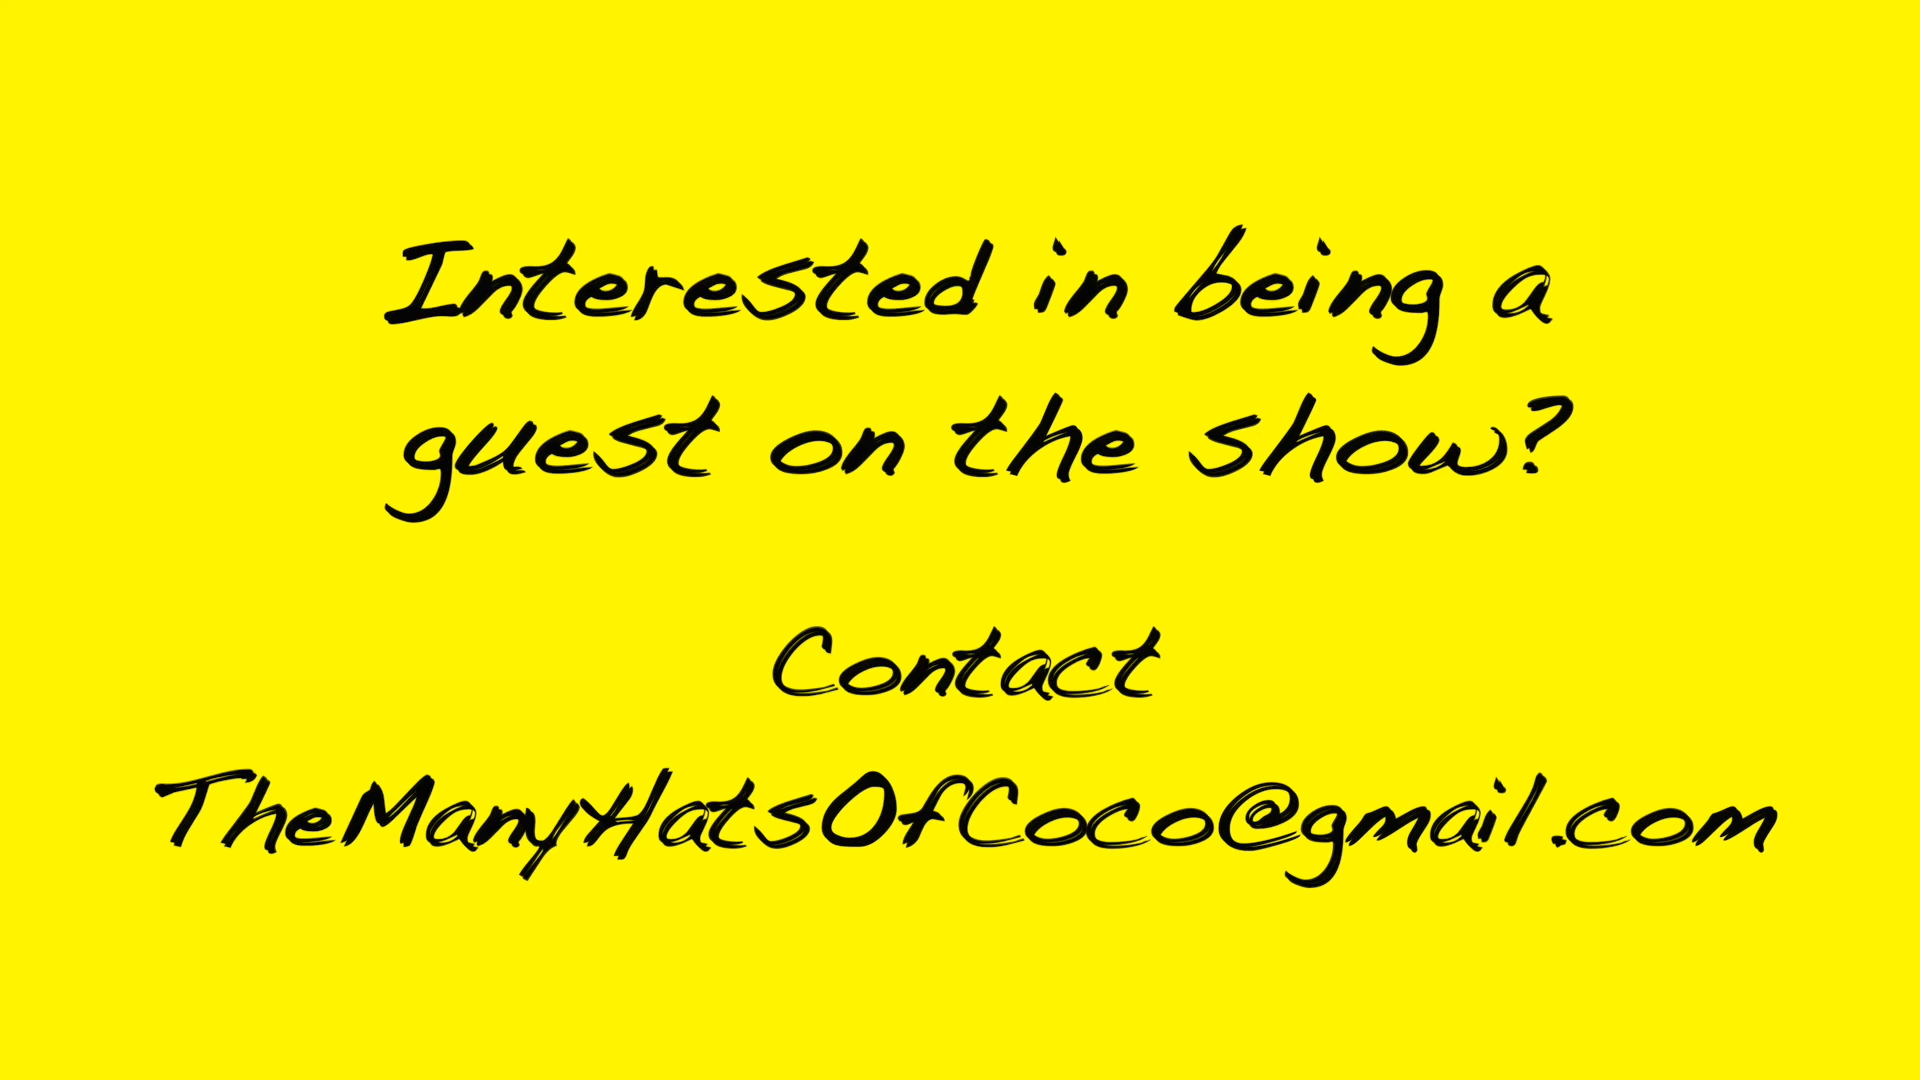 Interested in being a
guest on the show?
Contact
TheManyHatsOfCoco@gmail.com